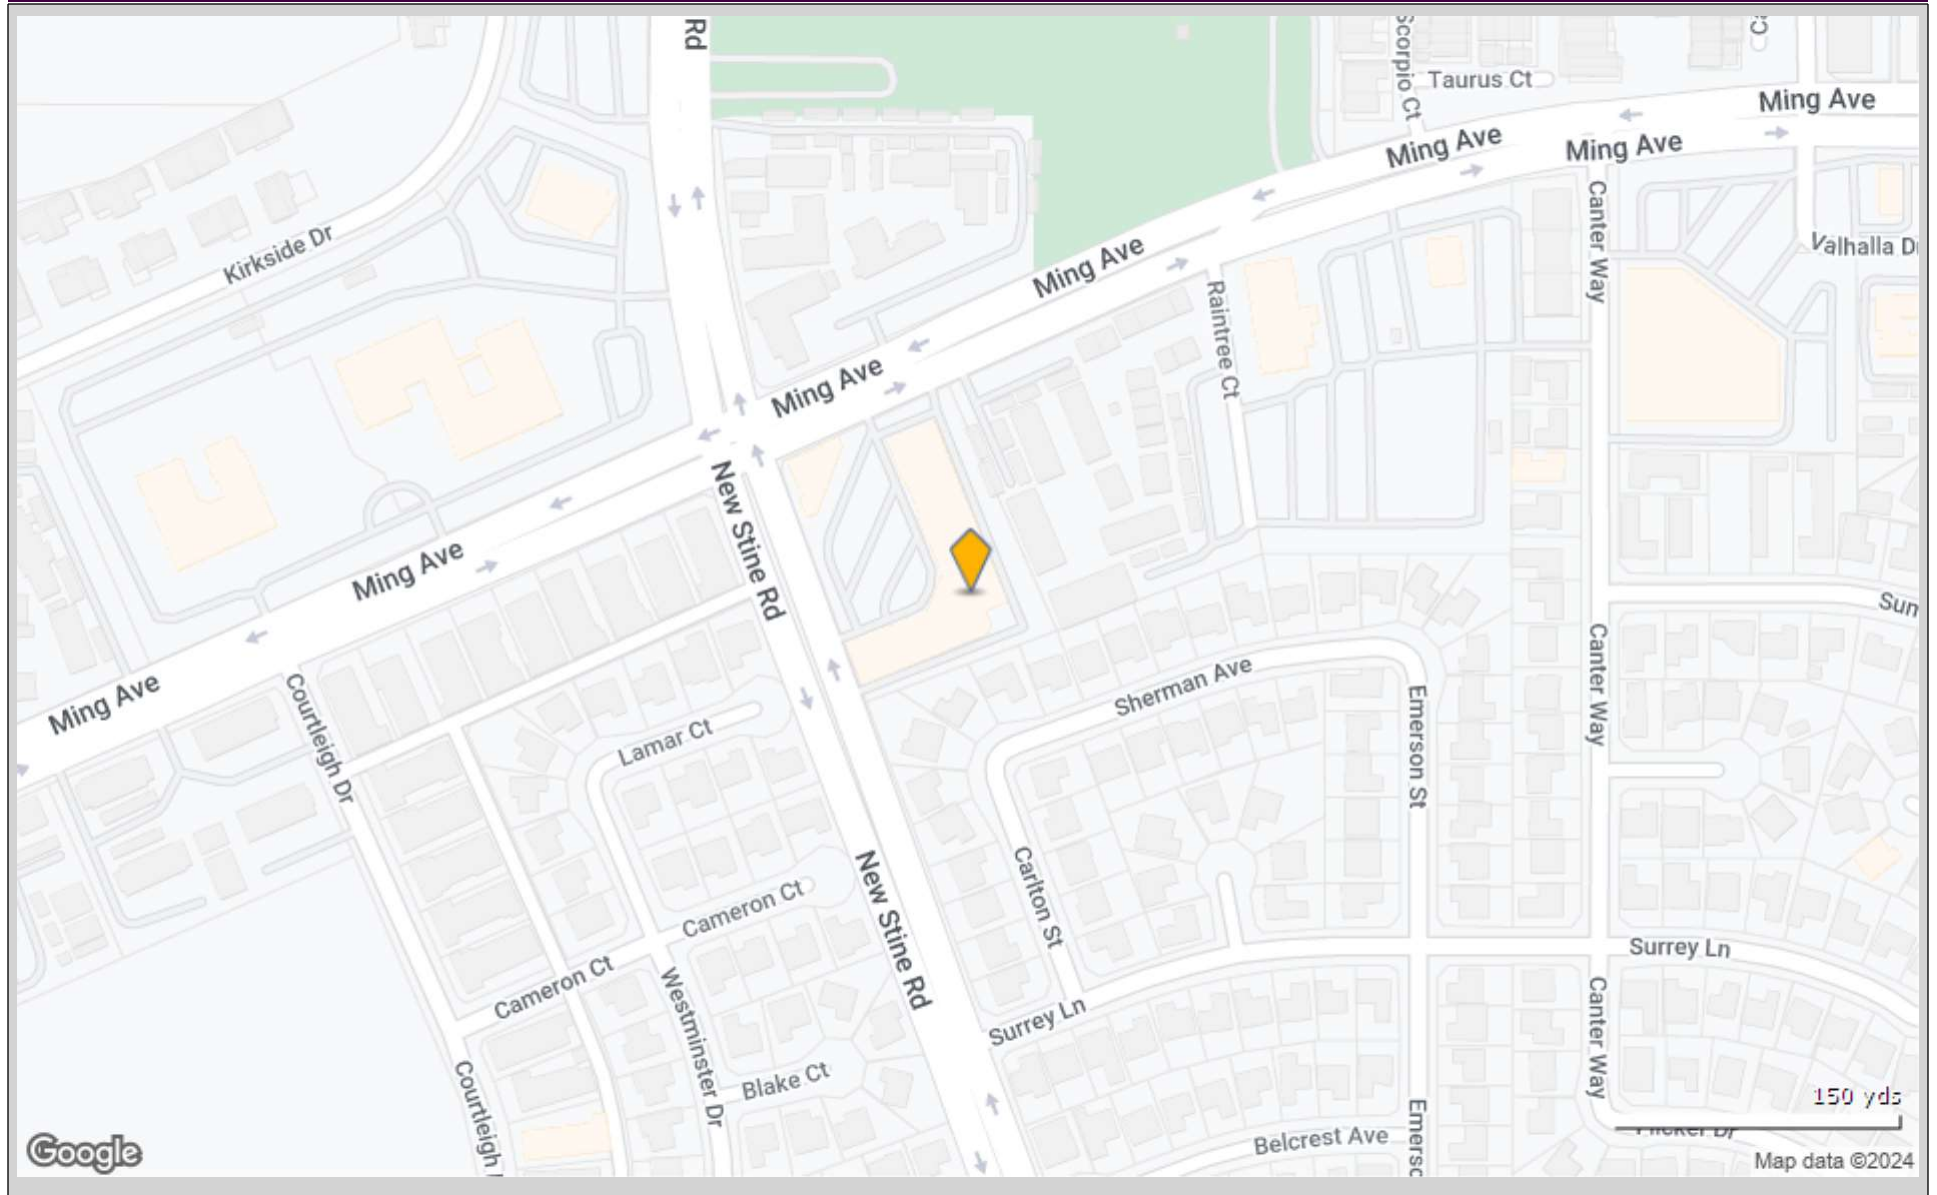 Rd
Scorpio Ct
Taurus Ct
Ct
Ming Ave
Ming Ave
Ming Ave
Canter Way
Valhalla D
Kirkside Dr
Ming Ave
Raintree Ct
Ming Ave
New Stine Rd
Ming Ave
Sun
Ming Ave
Courtleigh Dr
Lamar Ct
Sherman Ave
Emerson St
Canter Way
Carlton St
New Stine Rd
Cameron Ct
Cameron Ct
Westminster Dr
Surrey Ln
Surrey Ln
Canter Way
Blake Ct
Courtleigh
Emerso
Belcrest Ave
150 yds
Google
Map data ©2024